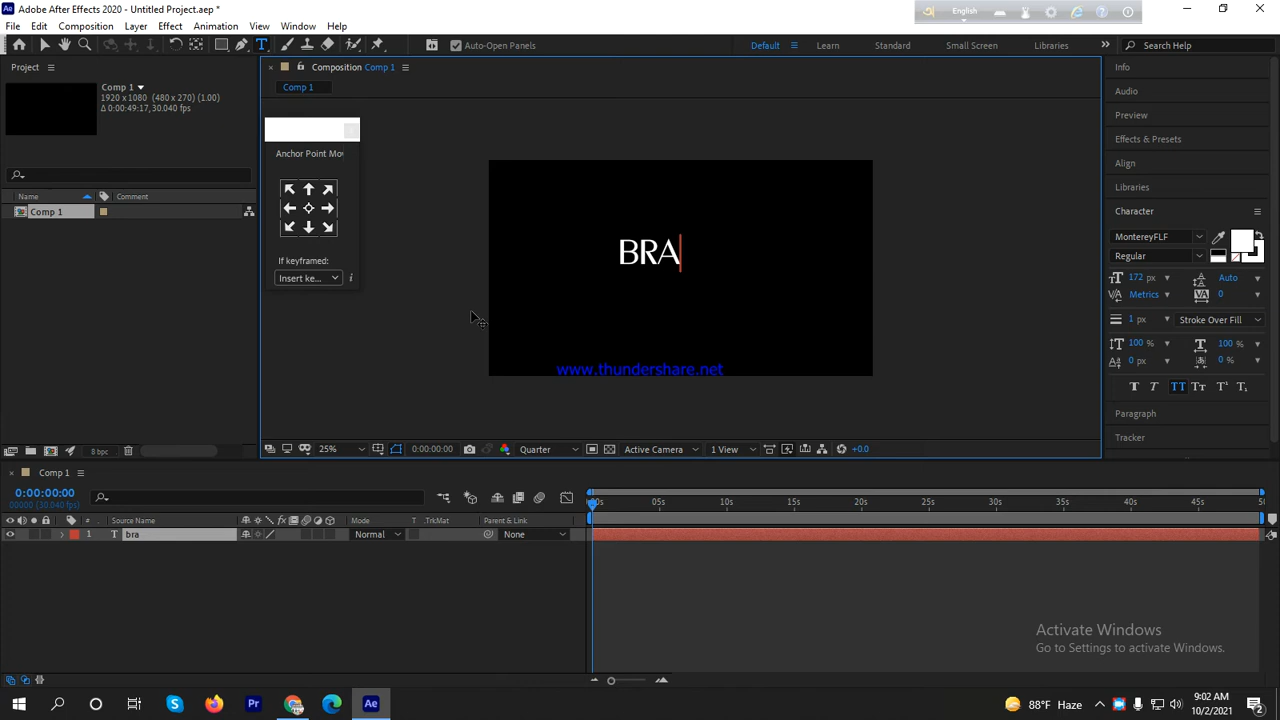 Adobe After Effects 2020 - Untitled Project.aep *
English
File Edit Composition Layer Effect Animation View Window Help
Auto-Open Panels
Default
Learn
Standard
Small Screen
Libraries
Search Help
Project
Comp 1
1920 x 1080 (480 x 270) (1.00)
Δ 0:00:49:17, 30.040 fps
Name
Comment
Comp 1
8 bpc
Composition Comp 1
Comp 1
Anchor Point Mov
If keyframed:
Insert ke...
BRA
www.thundershare.net
25%
0:00:00:00
Quarter
Active Camera
1 View
+0.0
Info
Audio
Preview
Effects & Presets
Align
Libraries
Character
MontereyFLF
Regular
172 px
Auto
Metrics
0
1 px
Stroke Over Fill
100 %
100 %
0 px
0 %
Paragraph
Tracker
Comp 1
0:00:00:00
00000 (30.040 fps)
05s 10s 15s 20s 25s 30s 35s 40s 45s
# Source Name Mode T .TrkMat Parent & Link
1 T bra Normal None
Activate Windows
Go to Settings to activate Windows.
88°F Haze
9:02 AM
10/2/2021